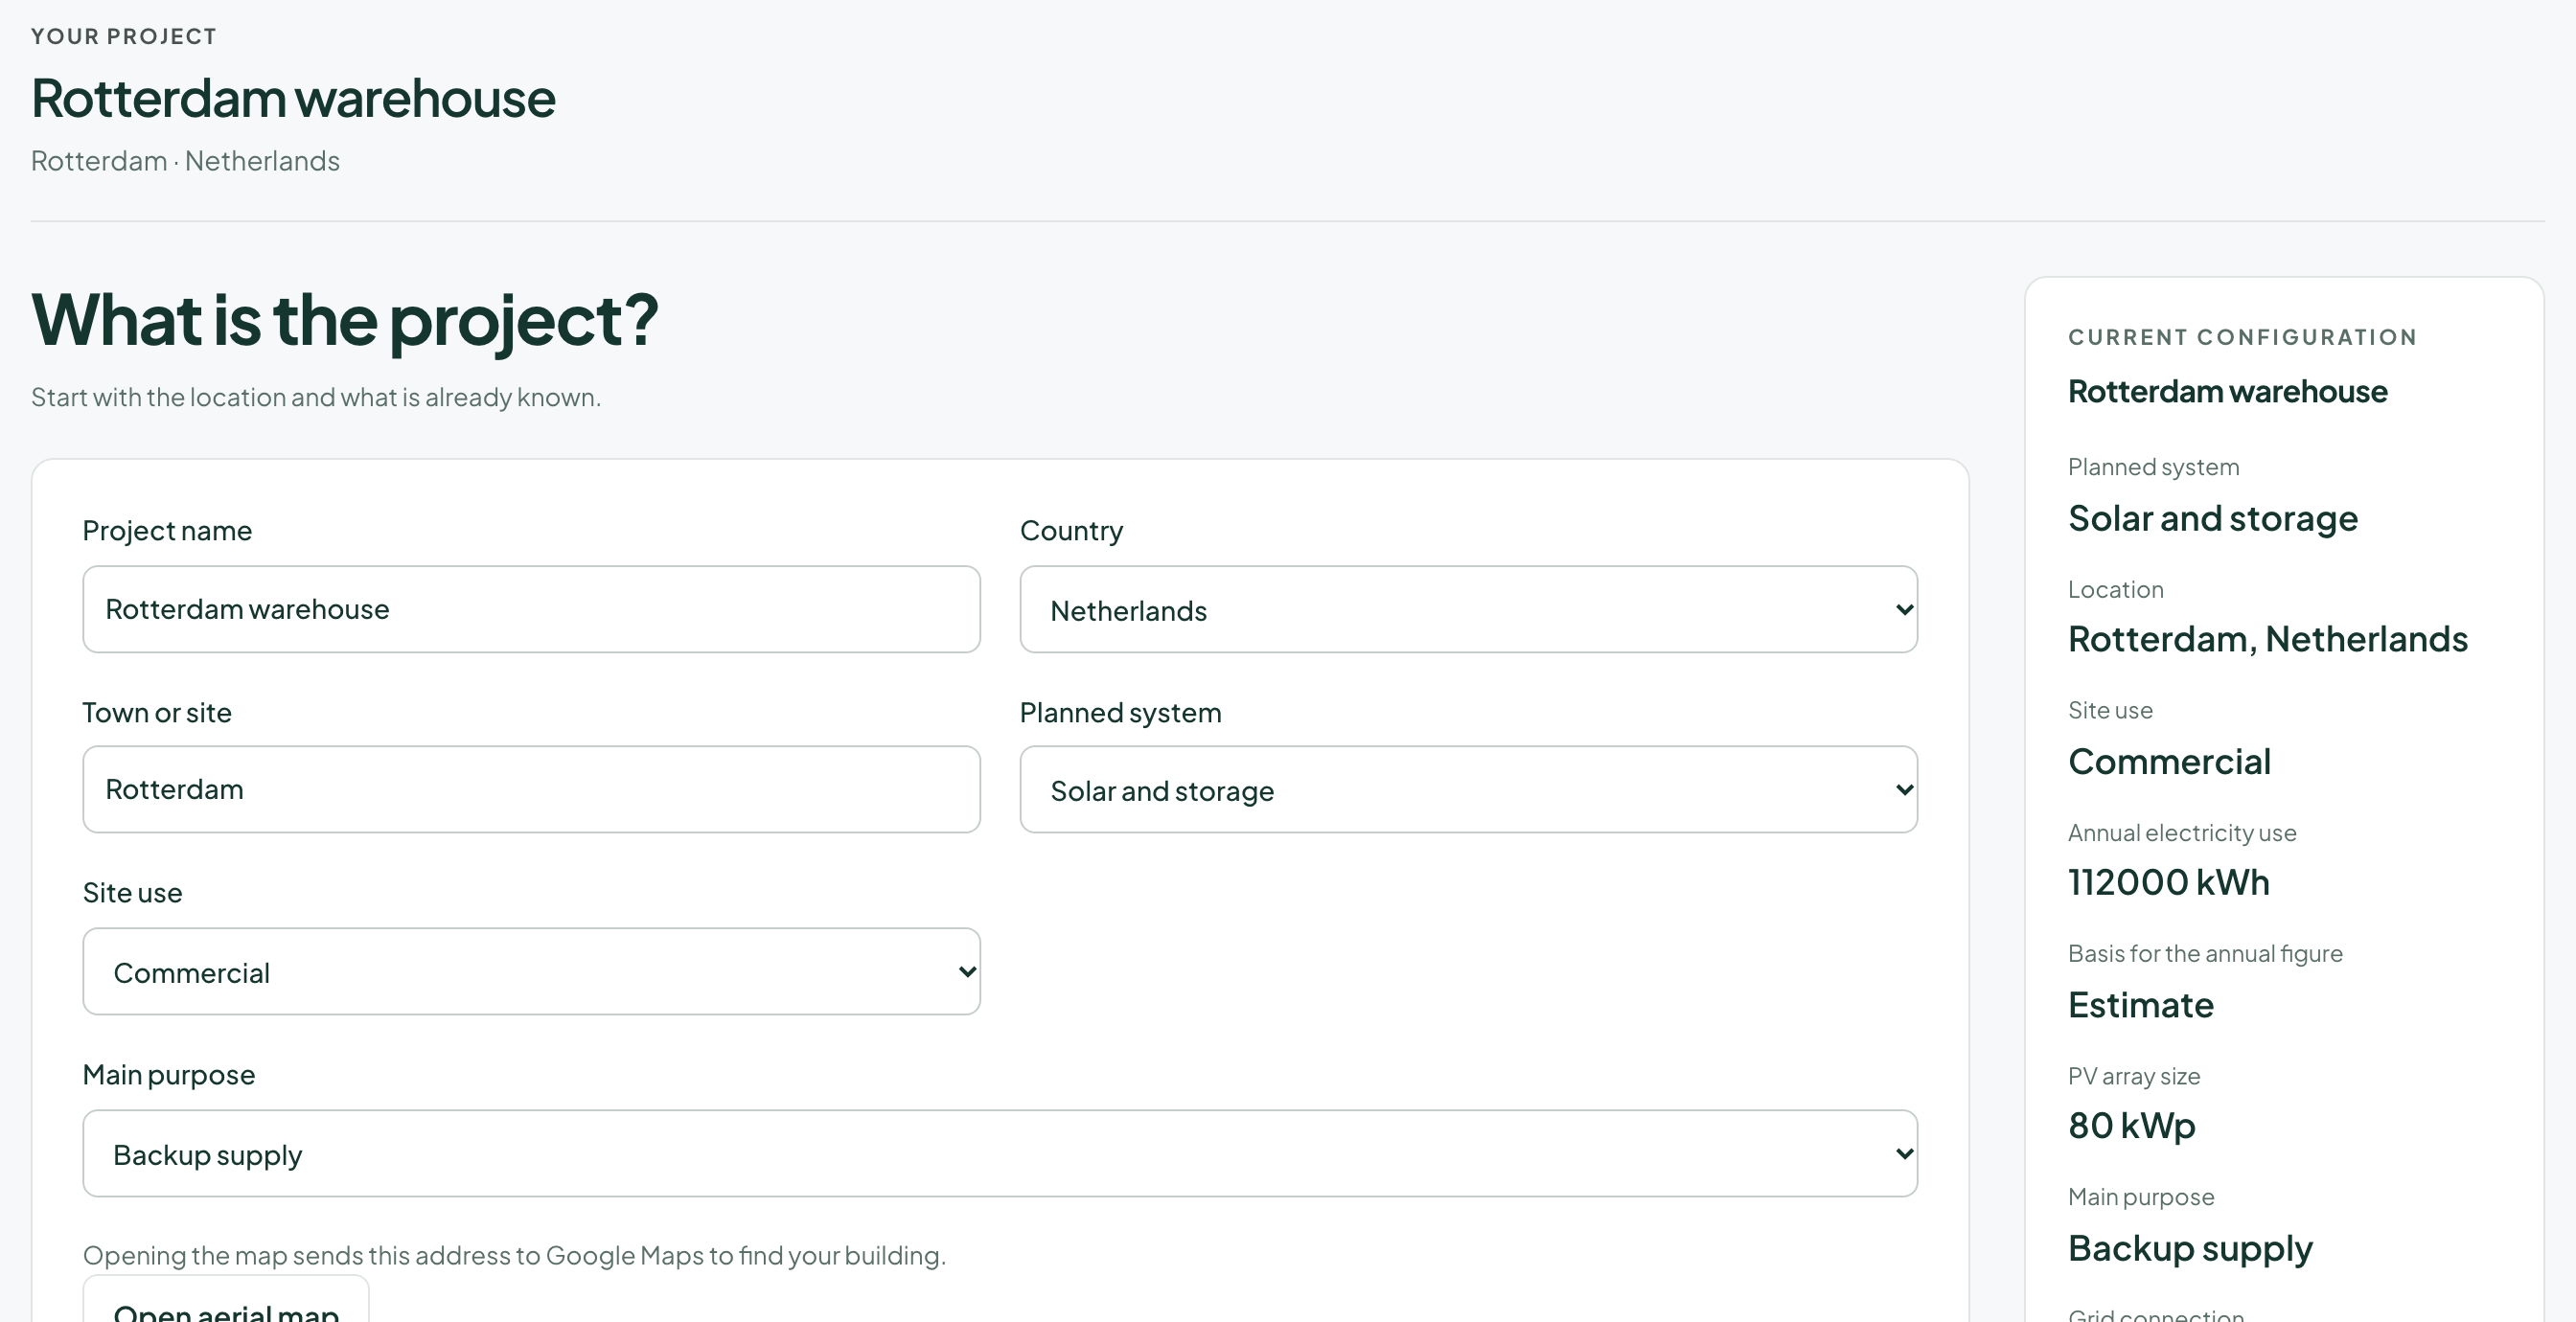 YOUR PROJECT
Rotterdam warehouse
Rotterdam · Netherlands
What is the project?
Start with the location and what is already known.
Project name
Rotterdam warehouse
Country
Netherlands
Town or site
Rotterdam
Planned system
Solar and storage
Site use
Commercial
Main purpose
Backup supply
Opening the map sends this address to Google Maps to find your building.
Open aerial map
CURRENT CONFIGURATION
Rotterdam warehouse
Planned system
Solar and storage
Location
Rotterdam, Netherlands
Site use
Commercial
Annual electricity use
112000 kWh
Basis for the annual figure
Estimate
PV array size
80 kWp
Main purpose
Backup supply
Grid connection